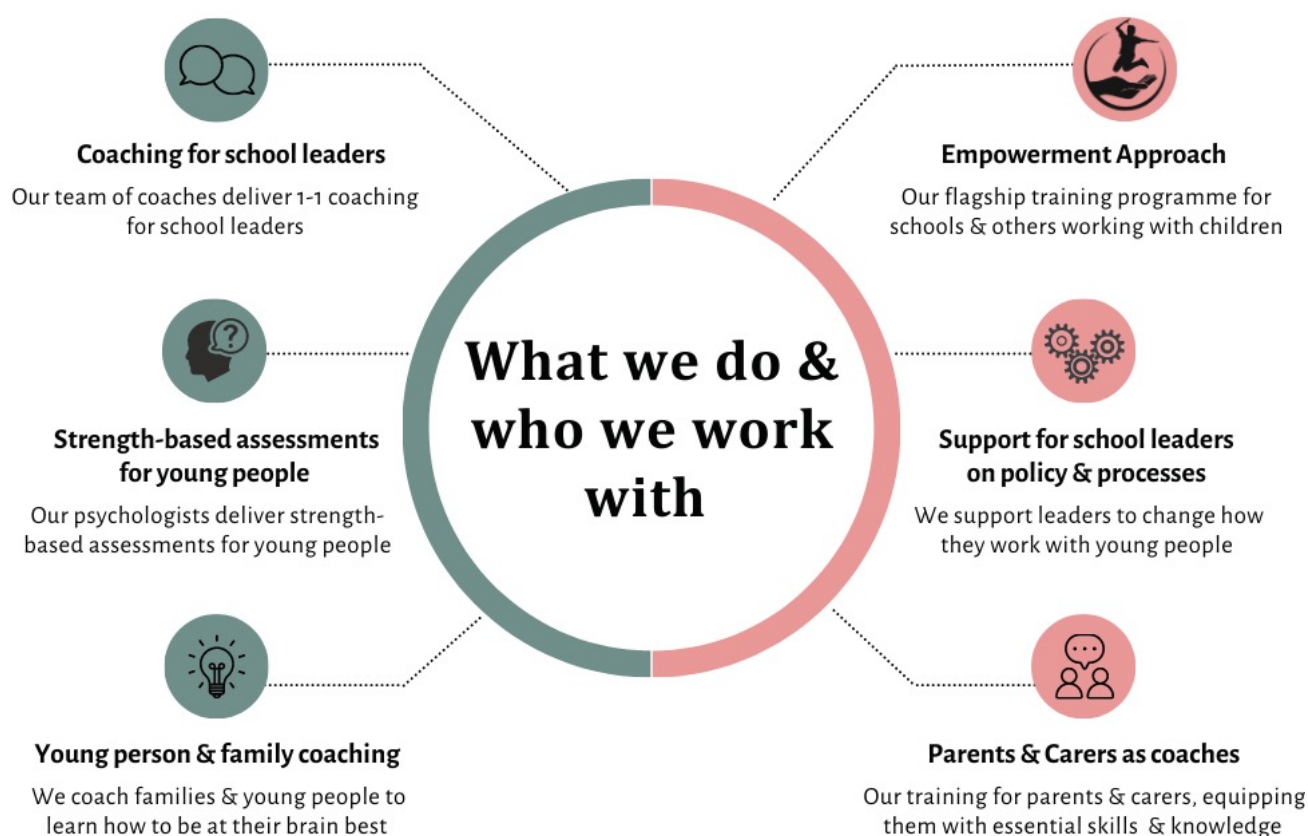 Coaching for school leaders
Our team of coaches deliver 1-1 coaching
for school leaders
Strength-based assessments
for young people
Our psychologists deliver strength-
based assessments for young people
Young person & family coaching
We coach families & young people to
learn how to be at their brain best
What we do &
who we work
with
Empowerment Approach
Our flagship training programme for
schools & others working with children
Support for school leaders
on policy & processes
We support leaders to change how
they work with young people
Parents & Carers as coaches
Our training for parents & carers, equipping
them with essential skills & knowledge
?